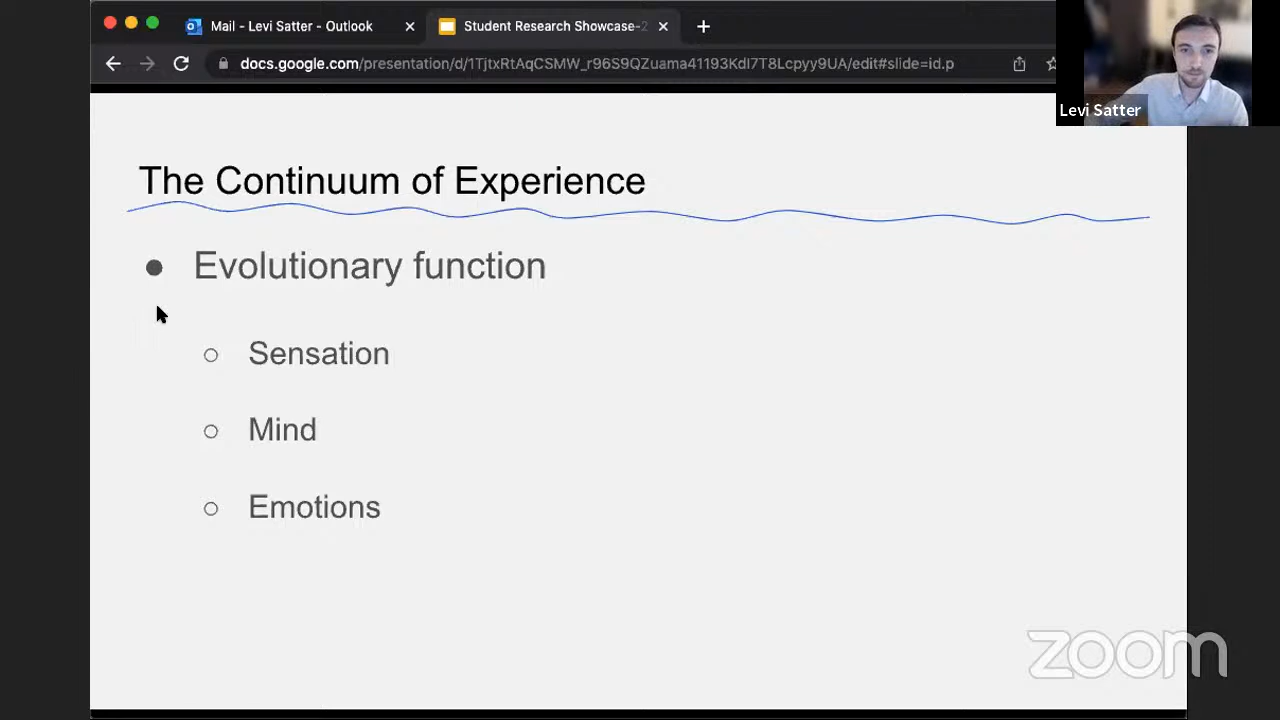 Mail - Levi Satter - Outlook
Student Research Showcase-2
docs.google.com/presentation/d/1TjtxRtAqCSMW_r96S9QZuama41193KdI7T8Lcpyy9UA/edit#slide=id.p
Levi Satter
The Continuum of Experience
● Evolutionary function
○ Sensation
○ Mind
○ Emotions
zoom